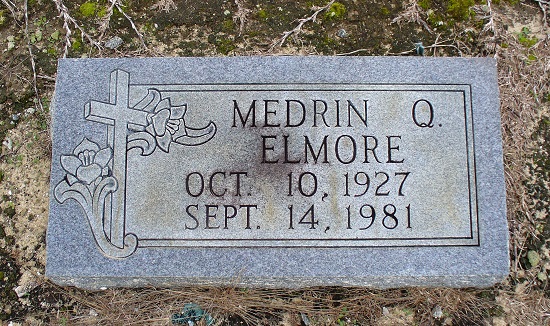 MEDRIN Q.
ELMORE
OCT. 10, 1927
SEPT. 14, 1981